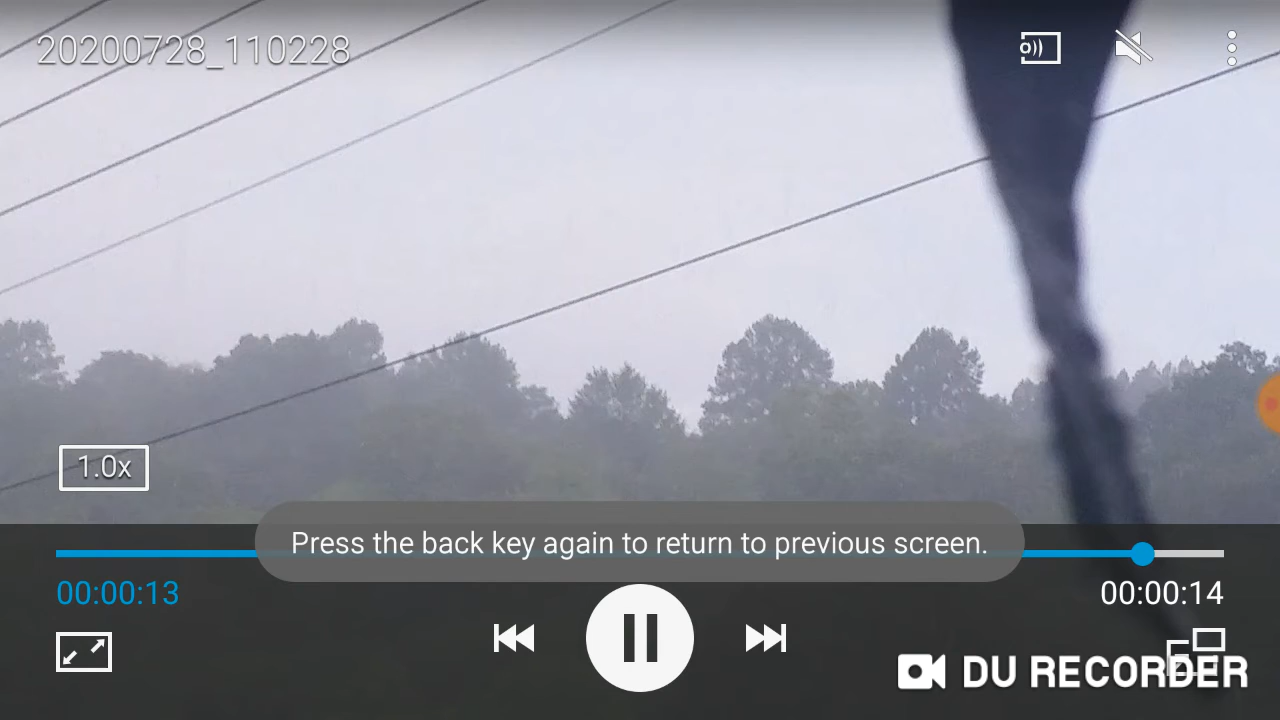 20200728_110228
1.0x
Press the back key again to return to previous screen.
00:00:13
00:00:14
DU RECORDER